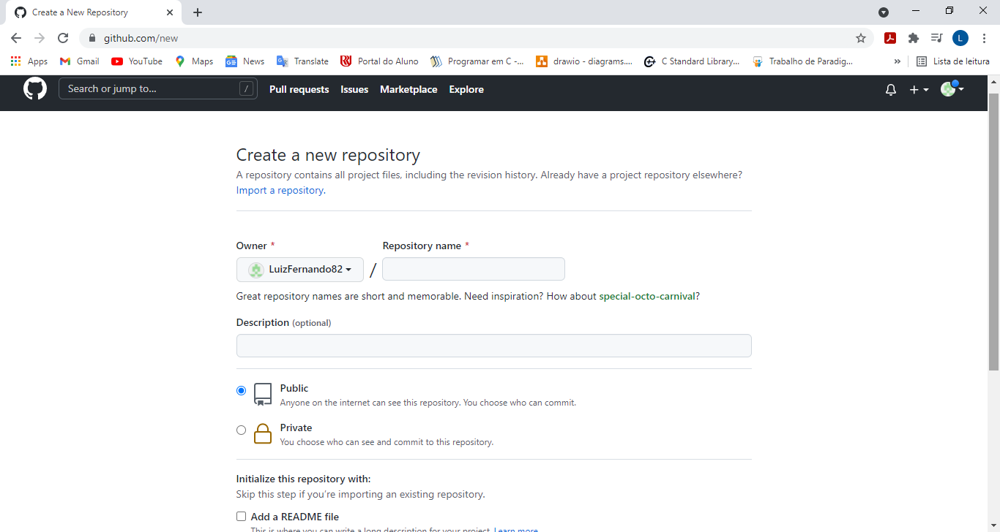 Create a New Repository
github.com/new
L
Apps Gmail YouTube Maps News Translate Portal do Aluno Programar em C -... drawio - diagrams.... C Standard Library... Trabalho de Paradig... » Lista de leitura
Search or jump to... / Pull requests Issues Marketplace Explore
Create a new repository
A repository contains all project files, including the revision history. Already have a project repository elsewhere?
Import a repository.
Owner * Repository name *
LuizFernando82 /
Great repository names are short and memorable. Need inspiration? How about special-octo-carnival?
Description (optional)
Public
Anyone on the internet can see this repository. You choose who can commit.
Private
You choose who can see and commit to this repository.
Initialize this repository with:
Skip this step if you're importing an existing repository.
Add a README file
This is where you can write a long description for your project. Learn more.